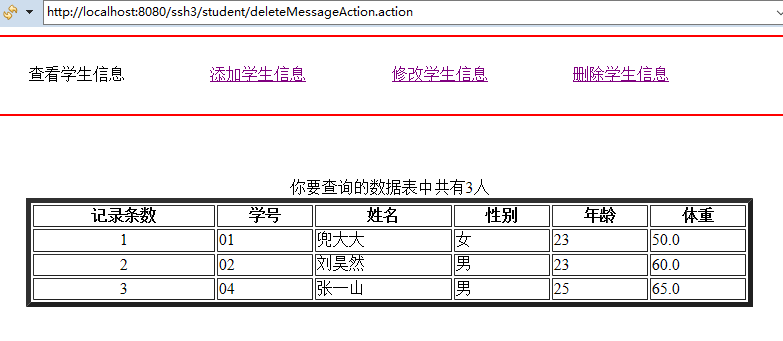 http://localhost:8080/ssh3/student/deleteMessageAction.action
查看学生信息 添加学生信息 修改学生信息 删除学生信息
你要查询的数据表中共有3人
记录条数 学号 姓名 性别 年龄 体重
1 01 兜大大 女 23 50.0
2 02 刘昊然 男 23 60.0
3 04 张一山 男 25 65.0